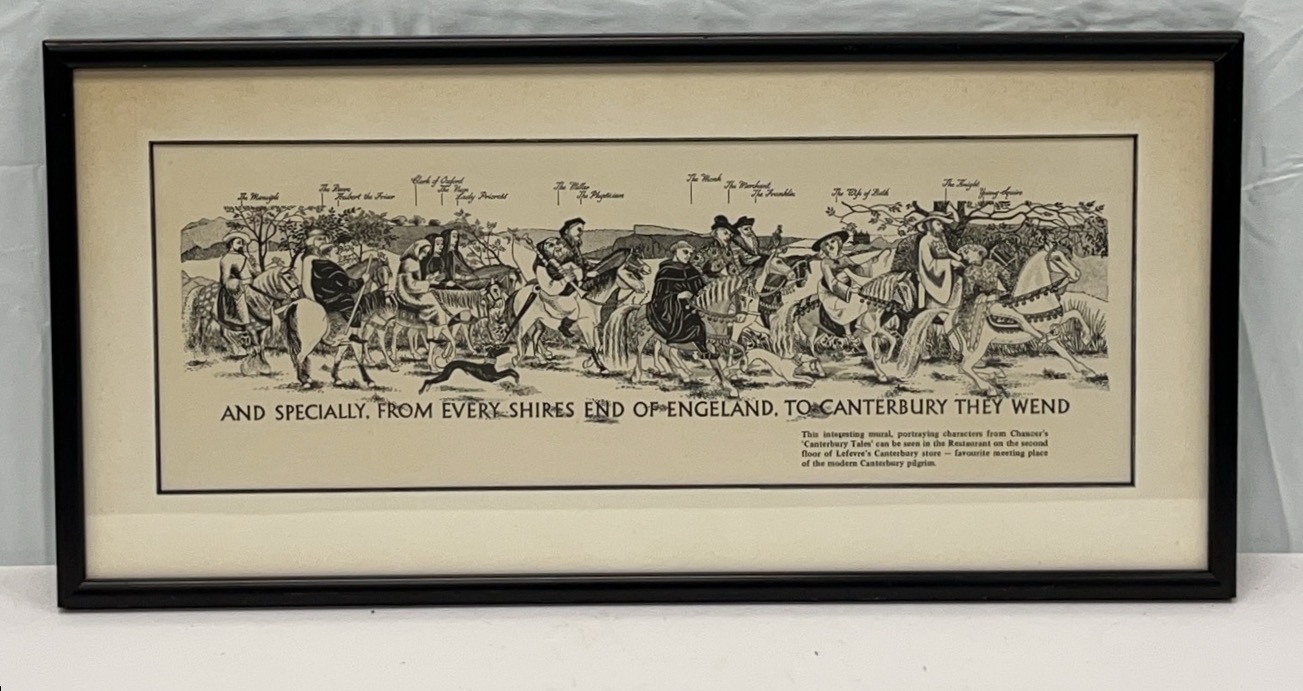 The Manciple
The Reeve
Huibert the Friar
Clerk of Oxford
The Nun
Lady Prioress
The Miller
The Physician
The Monk
The Merchant
The Franklin
The Wife of Bath
The Knight
Young Squire
AND SPECIALLY, FROM EVERY SHIRES END OF ENGELAND, TO CANTERBURY THEY WEND
This interesting mural, portraying characters from Chaucer's
'Canterbury Tales' can be seen in the Restaurant on the second
floor of Lefevre's Canterbury store — favourite meeting place
of the modern Canterbury pilgrim.